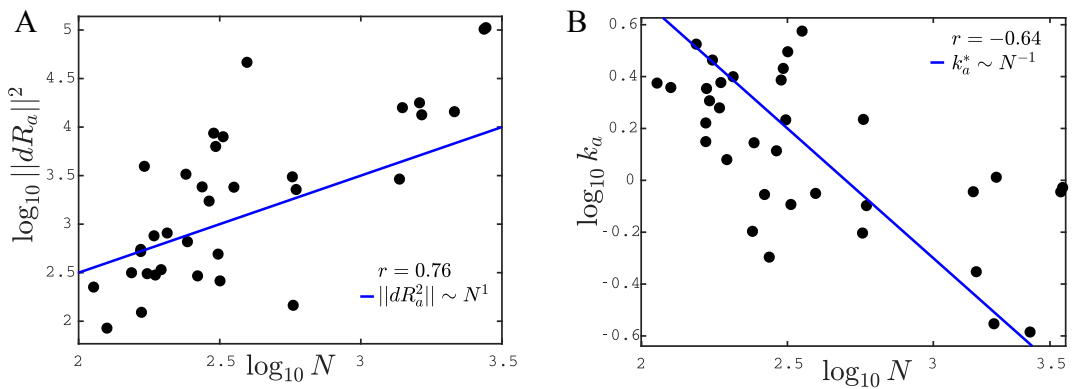 A
5
4.5
4
3.5
3
2.5
2
log₁₀ ||dRₐ||²
r = 0.76
||dRₐ²|| ∼ N¹
2 2.5 3 3.5
log₁₀ N
B
0.6
0.4
0.2
0
-0.2
-0.4
-0.6
log₁₀ kₐ
r = −0.64
kₐ* ∼ N⁻¹
2 2.5 3 3.5
log₁₀ N